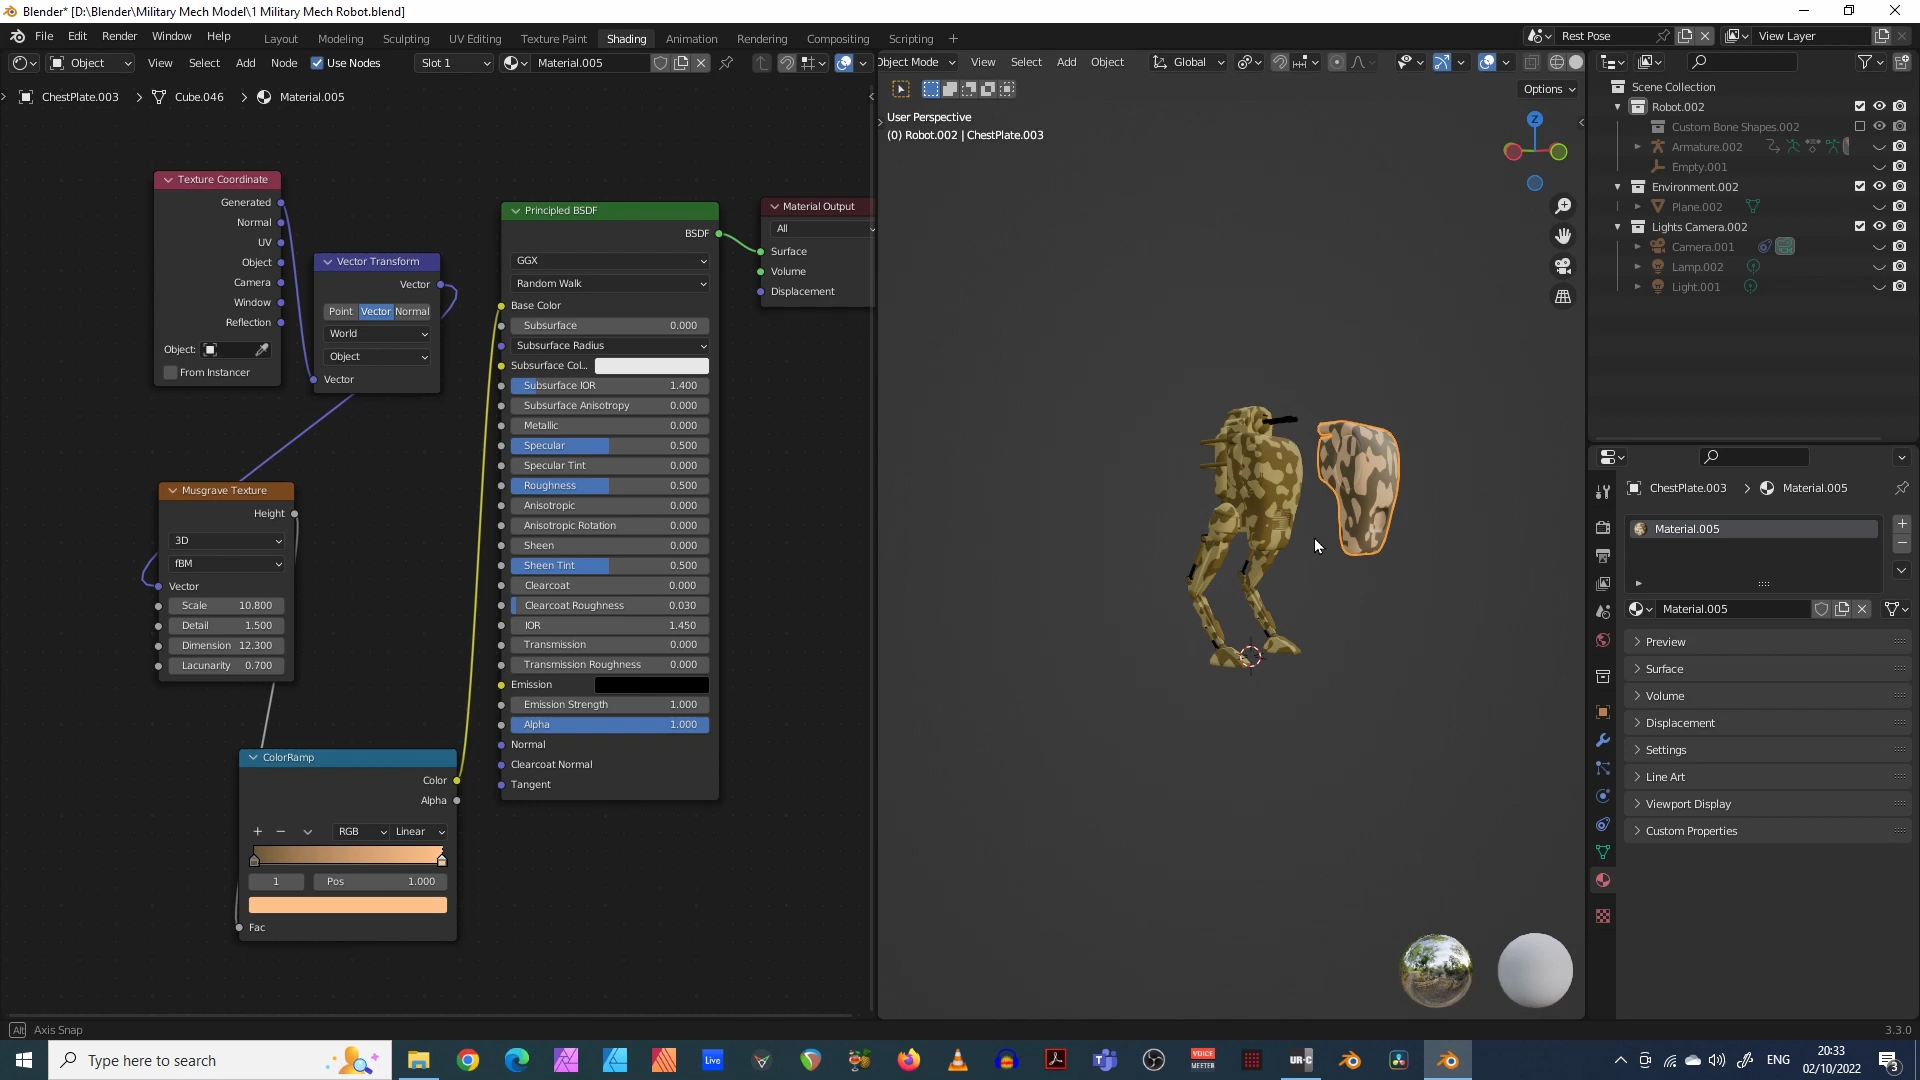 Blender* [D:\Blender\Military Mech Model\1 Military Mech Robot.blend]
File Edit Render Window Help Layout Modeling Sculpting UV Editing Texture Paint Shading Animation Rendering Compositing Scripting + Rest Pose View Layer
Object View Select Add Node Use Nodes Slot 1 Material.005
ChestPlate.003 > Cube.046 > Material.005
Texture Coordinate
Generated
Normal
UV
Object
Camera
Window
Reflection
Object:
From Instancer
Vector Transform
Vector
Point Vector Normal
World
Object
Vector
Musgrave Texture
Height
3D
fBM
Vector
Scale 10.800
Detail 1.500
Dimension 12.300
Lacunarity 0.700
ColorRamp
Color
Alpha
RGB Linear
1 Pos 1.000
Fac
Principled BSDF
BSDF
GGX
Random Walk
Base Color
Subsurface 0.000
Subsurface Radius
Subsurface Col...
Subsurface IOR 1.400
Subsurface Anisotropy 0.000
Metallic 0.000
Specular 0.500
Specular Tint 0.000
Roughness 0.500
Anisotropic 0.000
Anisotropic Rotation 0.000
Sheen 0.000
Sheen Tint 0.500
Clearcoat 0.000
Clearcoat Roughness 0.030
IOR 1.450
Transmission 0.000
Transmission Roughness 0.000
Emission
Emission Strength 1.000
Alpha 1.000
Normal
Clearcoat Normal
Tangent
Material Output
All
Surface
Volume
Displacement
Object Mode View Select Add Object Global
Options
User Perspective
(0) Robot.002 | ChestPlate.003
Z
Scene Collection
Robot.002
Custom Bone Shapes.002
Armature.002
Empty.001
Environment.002
Plane.002
Lights Camera.002
Camera.001
Lamp.002
Light.001
ChestPlate.003 > Material.005
Material.005
Material.005
Preview
Surface
Volume
Displacement
Settings
Line Art
Viewport Display
Custom Properties
Alt Axis Snap 3.3.0
Type here to search
Live
VOICE
MEETER
UR-C
ENG
20:33
02/10/2022
3